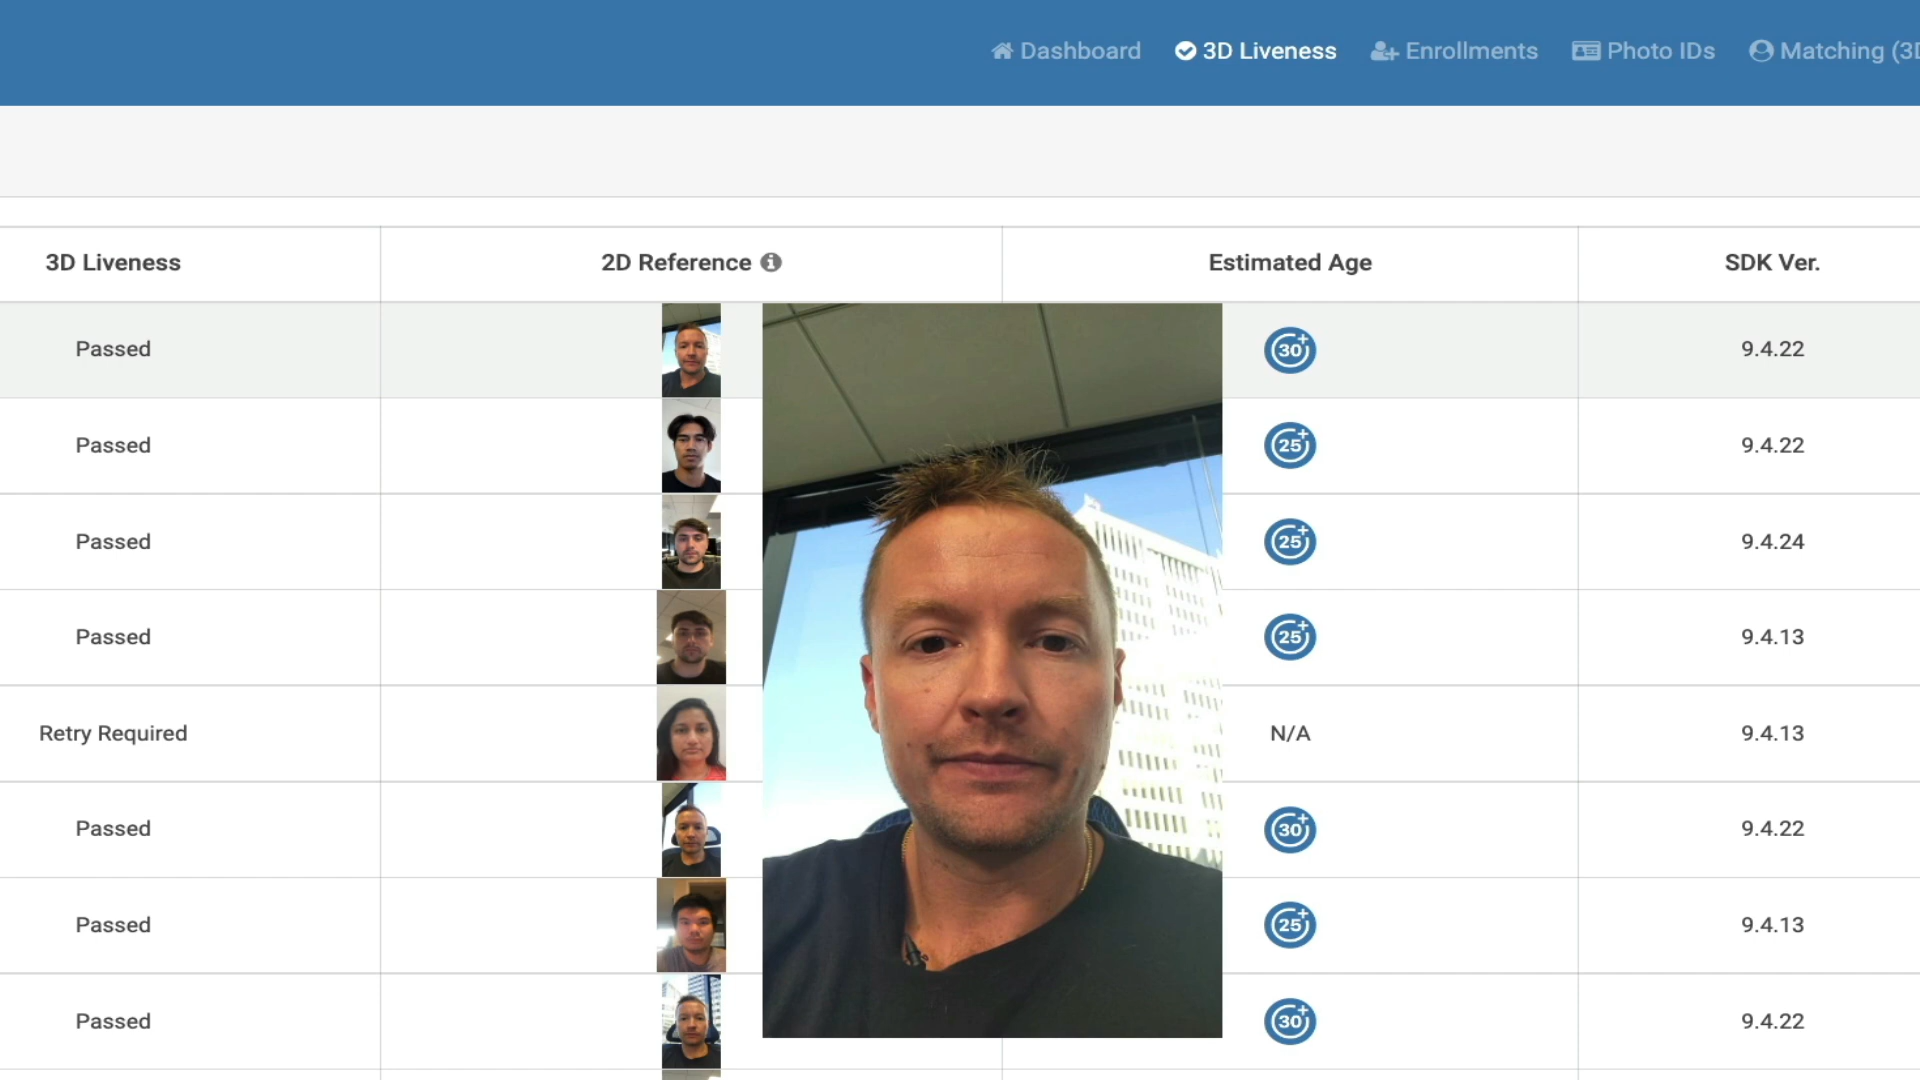 Dashboard 3D Liveness Enrollments Photo IDs Matching (3D
3D Liveness 2D Reference Estimated Age SDK Ver.
Passed 30+ 9.4.22
Passed 25+ 9.4.22
Passed 25+ 9.4.24
Passed 25+ 9.4.13
Retry Required N/A 9.4.13
Passed 30+ 9.4.22
Passed 25+ 9.4.13
Passed 30+ 9.4.22